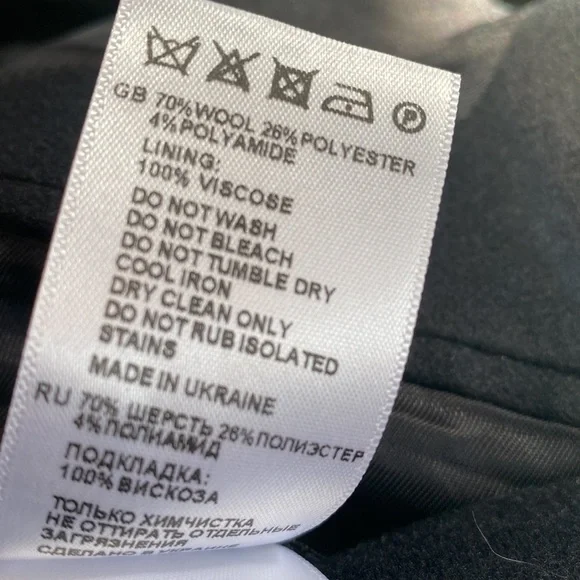 P
GB 70% WOOL 26% POLYESTER
4% POLYAMIDE
LINING:
100% VISCOSE
DO NOT WASH
DO NOT BLEACH
DO NOT TUMBLE DRY
COOL IRON
DRY CLEAN ONLY
DO NOT RUB ISOLATED
STAINS
MADE IN UKRAINE
RU 70% ШЕРСТЬ 26% ПОЛИЭСТЕР
4% ПОЛИАМИД
ПОДКЛАДКА:
100% ВИСКОЗА
ТОЛЬКО ХИМЧИСТКА
НЕ ОТТИРАТЬ ОТДЕЛЬНЫЕ
ЗАГРЯЗНЕНИЯ
СДЕЛАНО В УКРАИНЕ